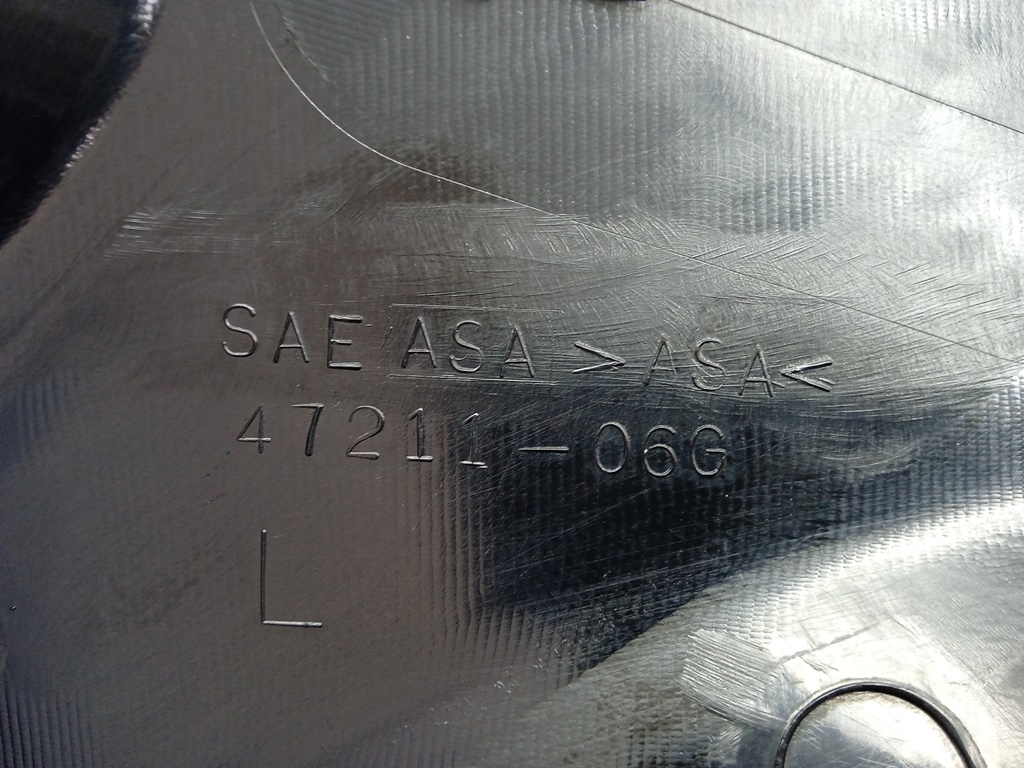 SAE ASA >ASA<
47211-06G
L